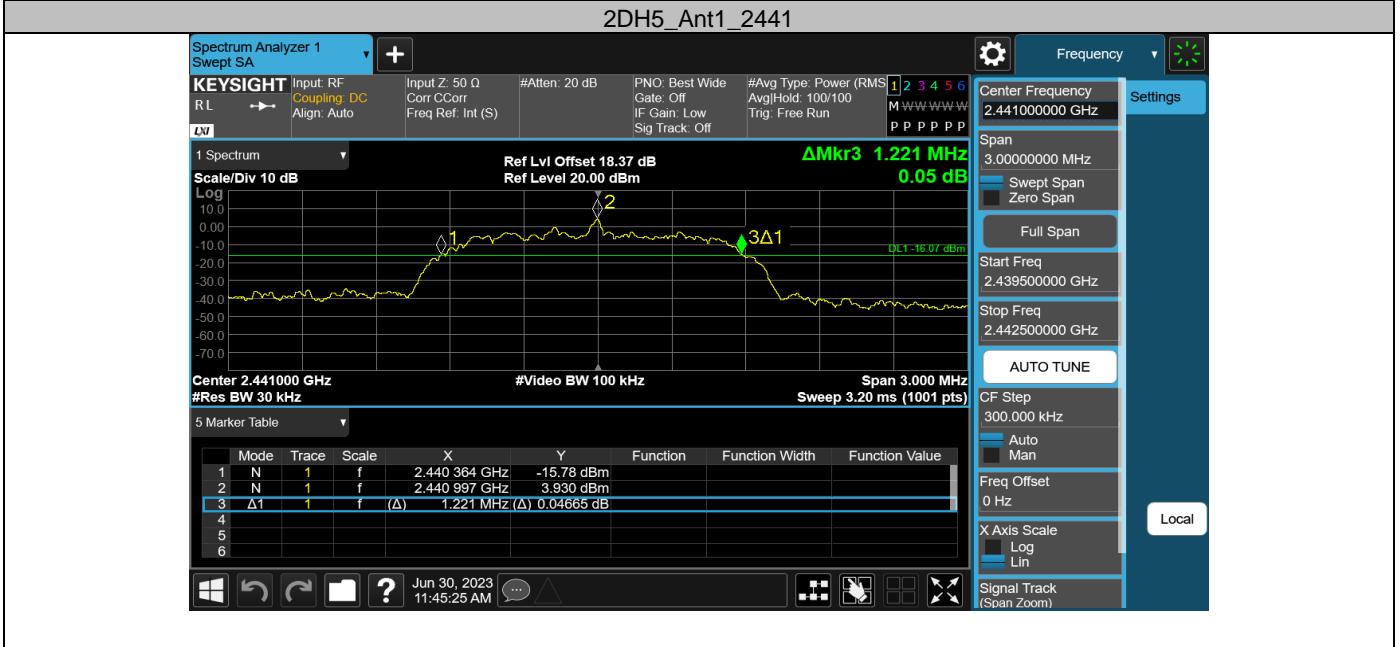 2DH5_Ant1_2441
Spectrum Analyzer 1
Swept SA
Frequency
KEYSIGHT
R L
LXI
Input: RF
Coupling: DC
Align: Auto
Input Z: 50 Ω
Corr CCorr
Freq Ref: Int (S)
#Atten: 20 dB
PNO: Best Wide
Gate: Off
IF Gain: Low
Sig Track: Off
#Avg Type: Power (RMS
Avg|Hold: 100/100
Trig: Free Run
1 2 3 4 5 6
M W W W W W
P P P P P P
1 Spectrum
Scale/Div 10 dB
Ref Lvl Offset 18.37 dB
Ref Level 20.00 dBm
ΔMkr3 1.221 MHz
0.05 dB
Log
10.0
0.00
-10.0
-20.0
-30.0
-40.0
-50.0
-60.0
-70.0
1
2
3Δ1
DL1 -16.07 dBm
Center 2.441000 GHz
#Video BW 100 kHz
Span 3.000 MHz
#Res BW 30 kHz
Sweep 3.20 ms (1001 pts)
5 Marker Table
Mode Trace Scale X Y Function Function Width Function Value
1 N 1 f 2.440 364 GHz -15.78 dBm
2 N 1 f 2.440 997 GHz 3.930 dBm
3 Δ1 1 f (Δ) 1.221 MHz (Δ) 0.04665 dB
4
5
6
Jun 30, 2023
11:45:25 AM
Center Frequency
2.441000000 GHz
Settings
Span
3.00000000 MHz
Swept Span
Zero Span
Full Span
Start Freq
2.439500000 GHz
Stop Freq
2.442500000 GHz
AUTO TUNE
CF Step
300.000 kHz
Auto
Man
Freq Offset
0 Hz
X Axis Scale
Log
Lin
Local
Signal Track
(Span Zoom)